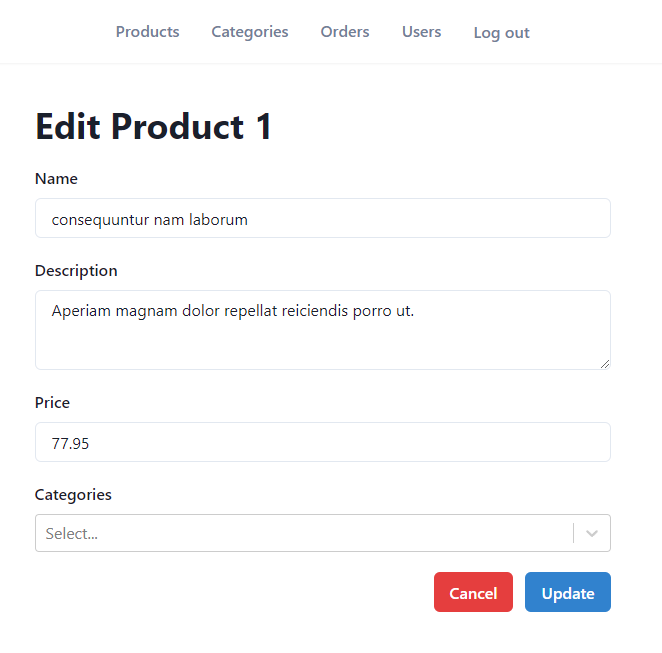 Products Categories Orders Users Log out
Edit Product 1
Name
consequuntur nam laborum
Description
Aperiam magnam dolor repellat reiciendis porro ut.
Price
77.95
Categories
Select...
Cancel Update